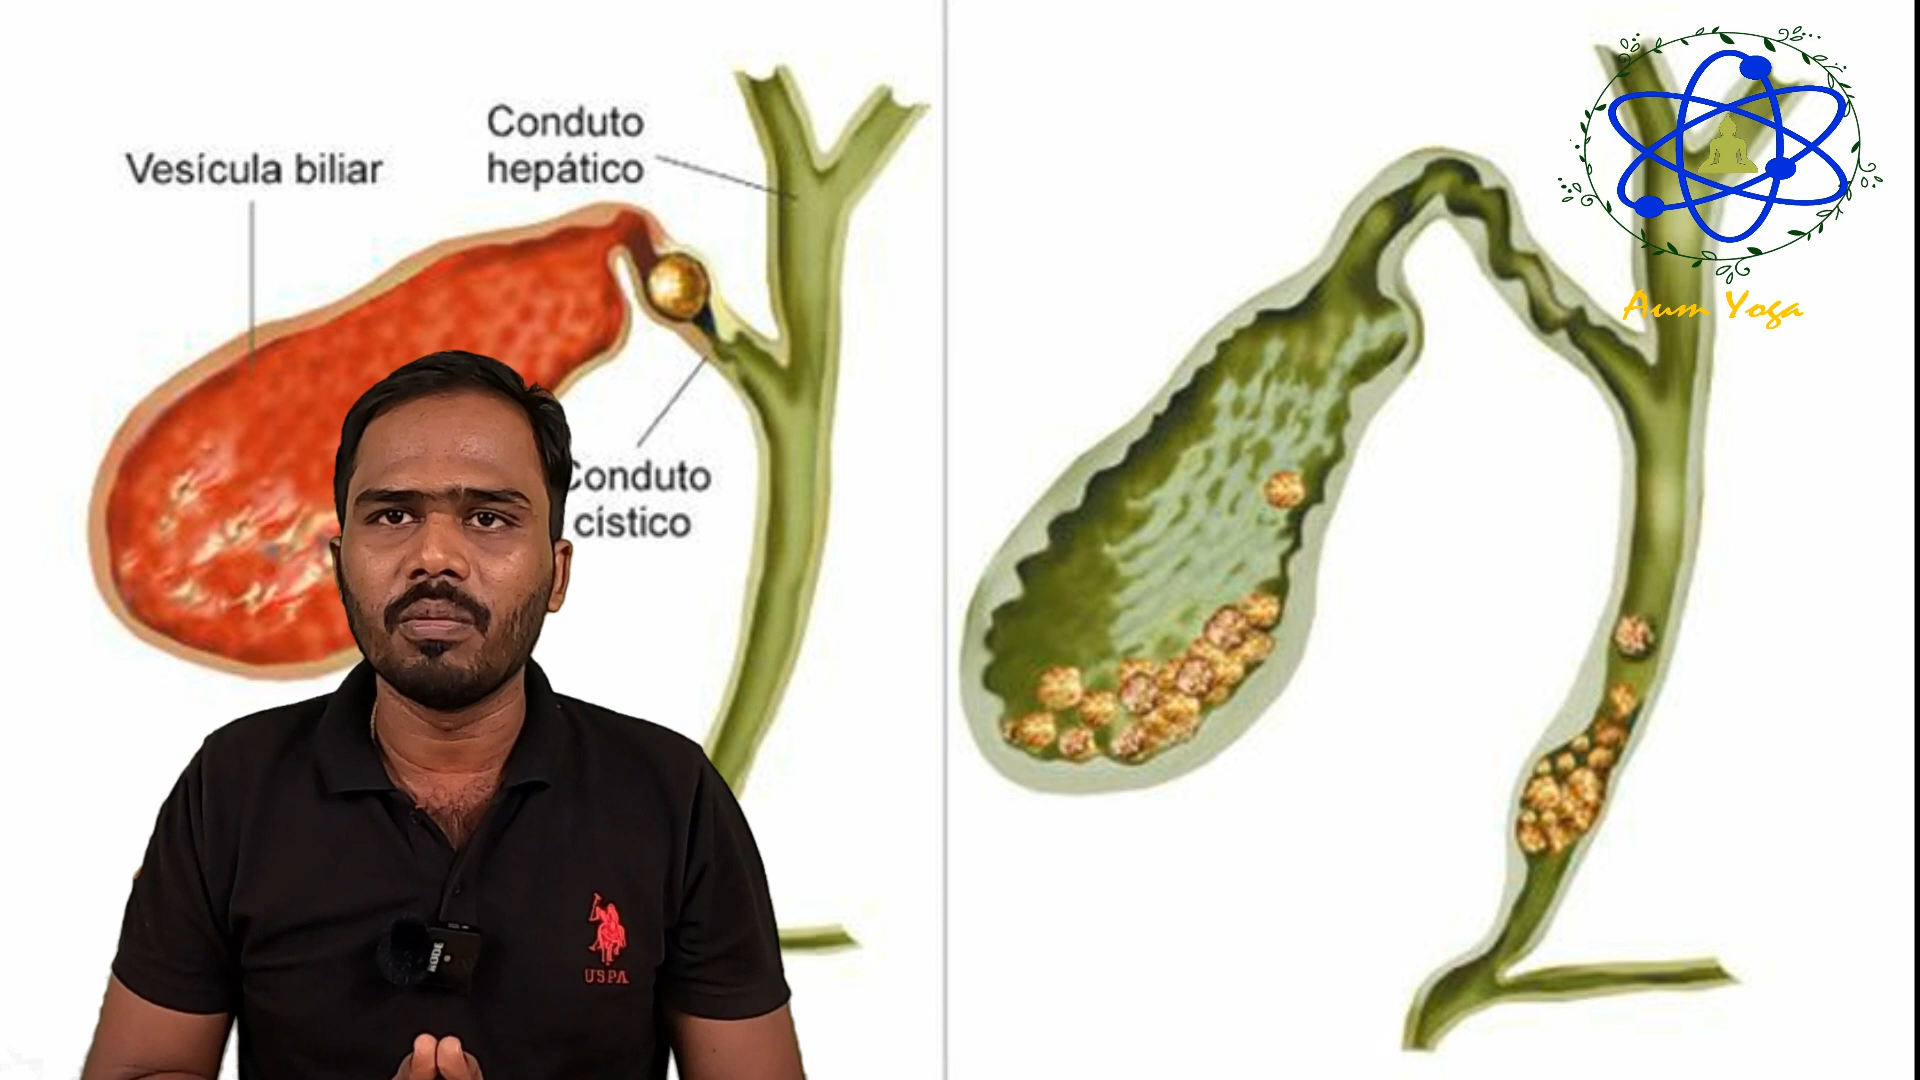 Vesícula biliar
Conduto
hepático
Conduto
cístico
Aum Yoga
RODE
USPA